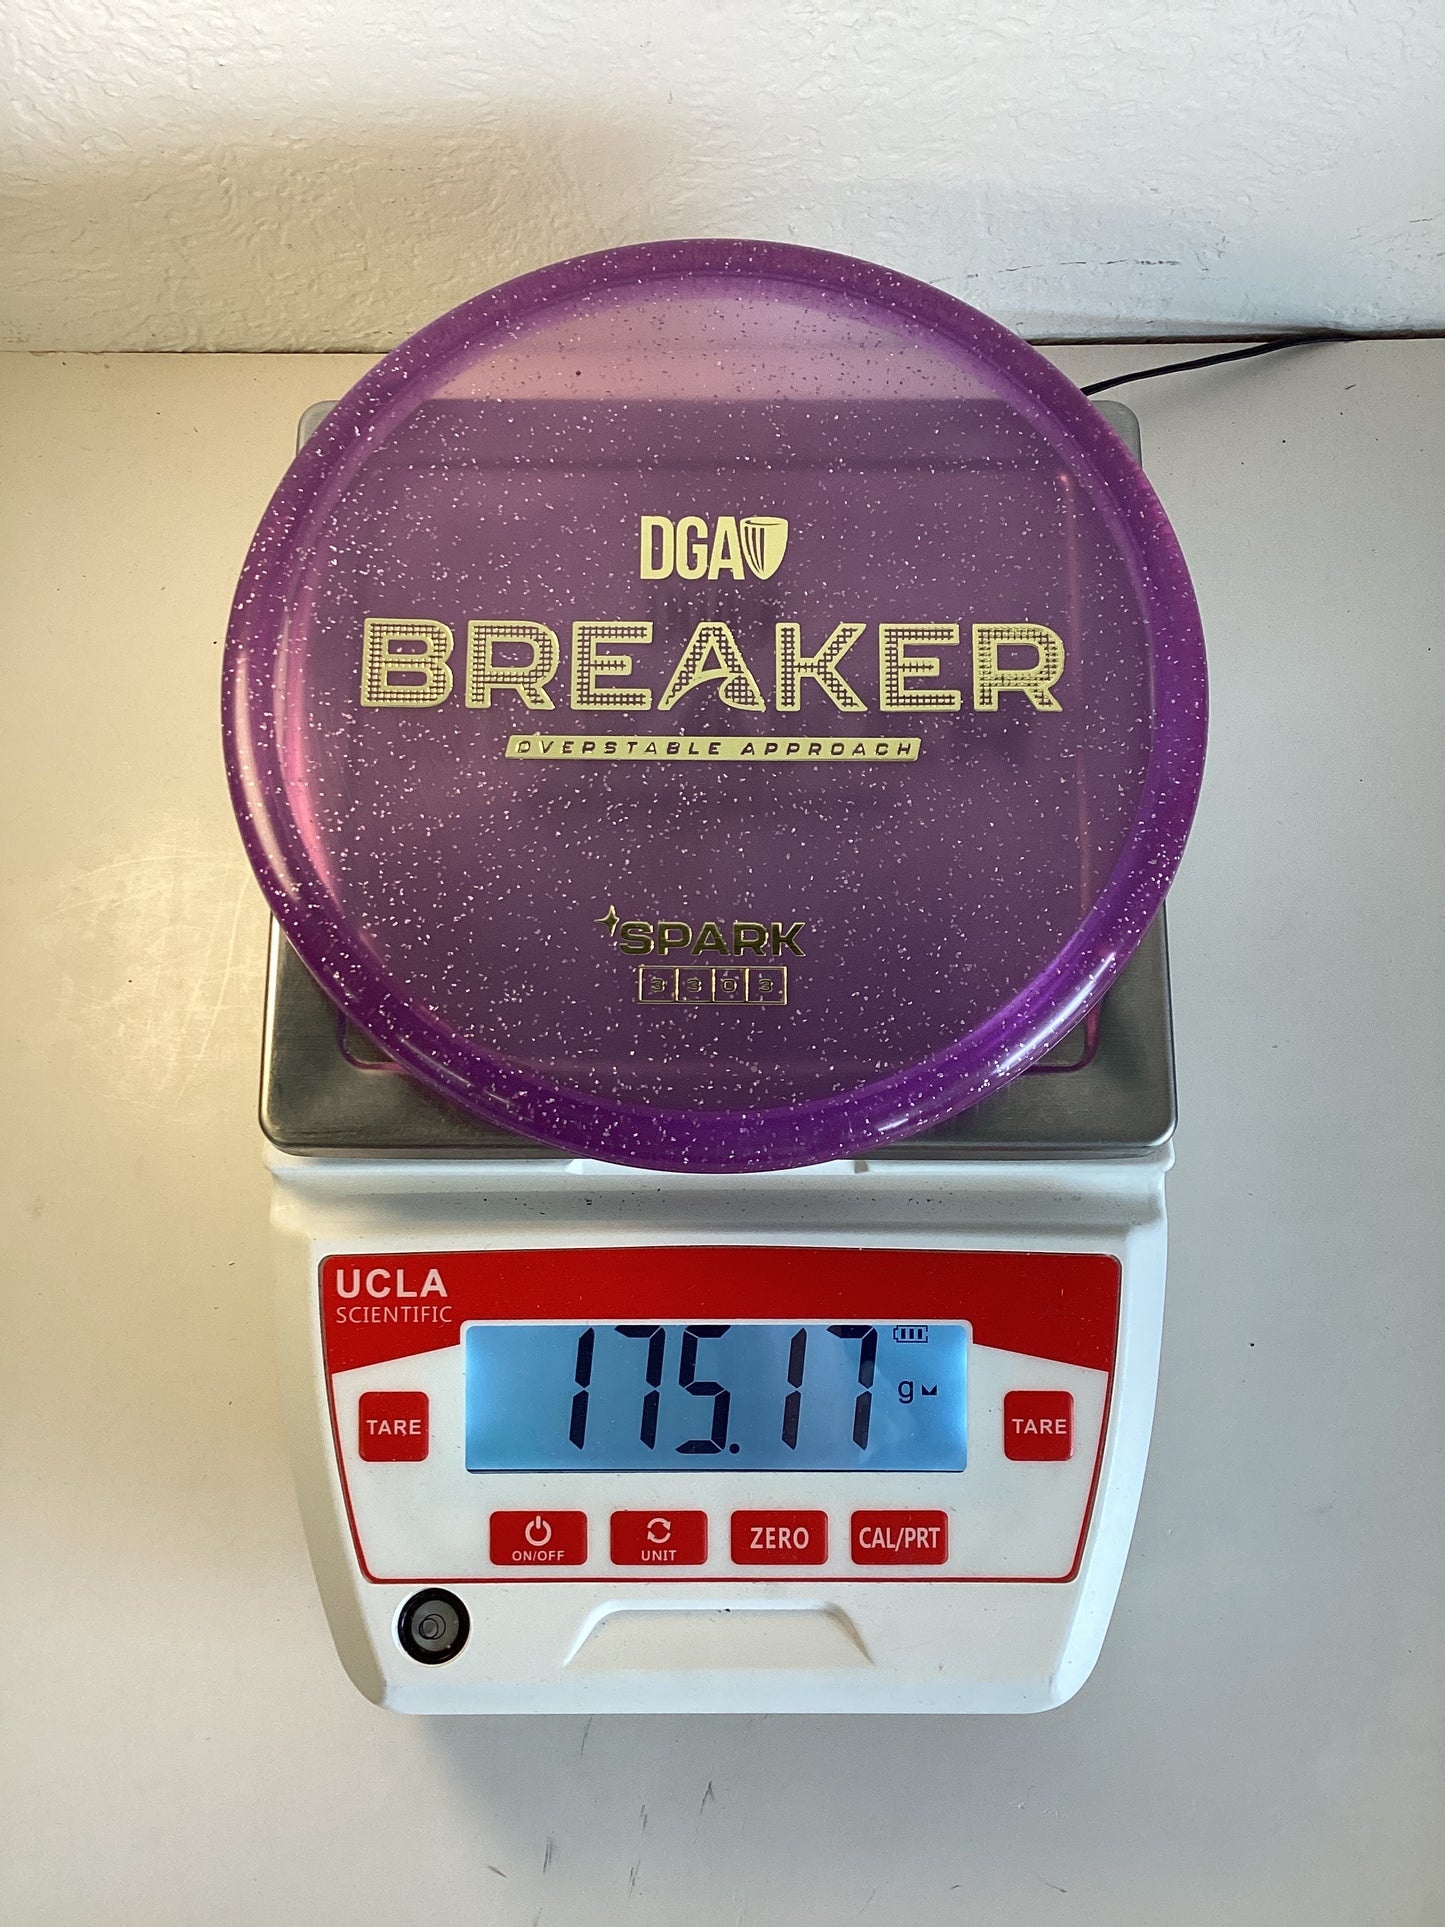 DGA
BREAKER
OVERSTABLE APPROACH
SPARK
3 3 0 3
UCLA
SCIENTIFIC
175.17 g
TARE
TARE
ON/OFF
UNIT
ZERO
CAL/PRT